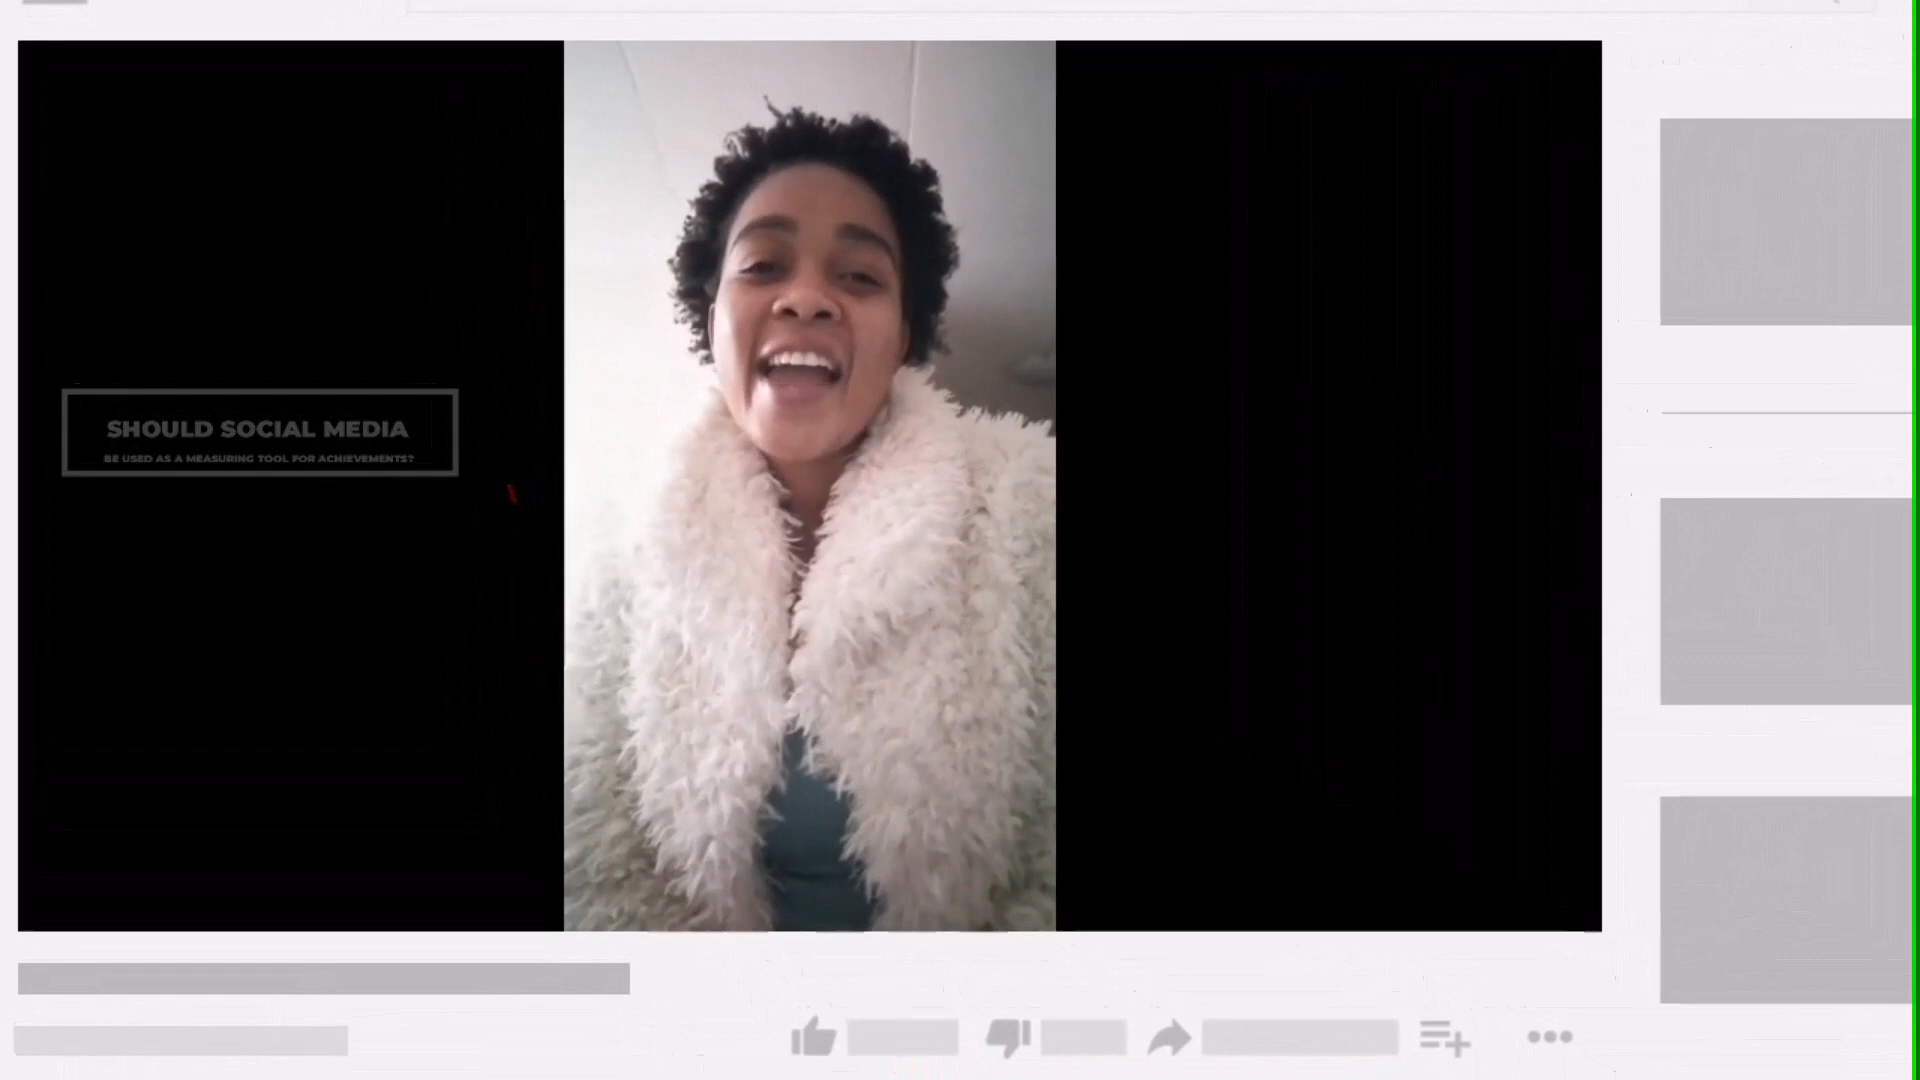 SHOULD SOCIAL MEDIA
BE USED AS A MEASURING TOOL FOR ACHIEVEMENTS?